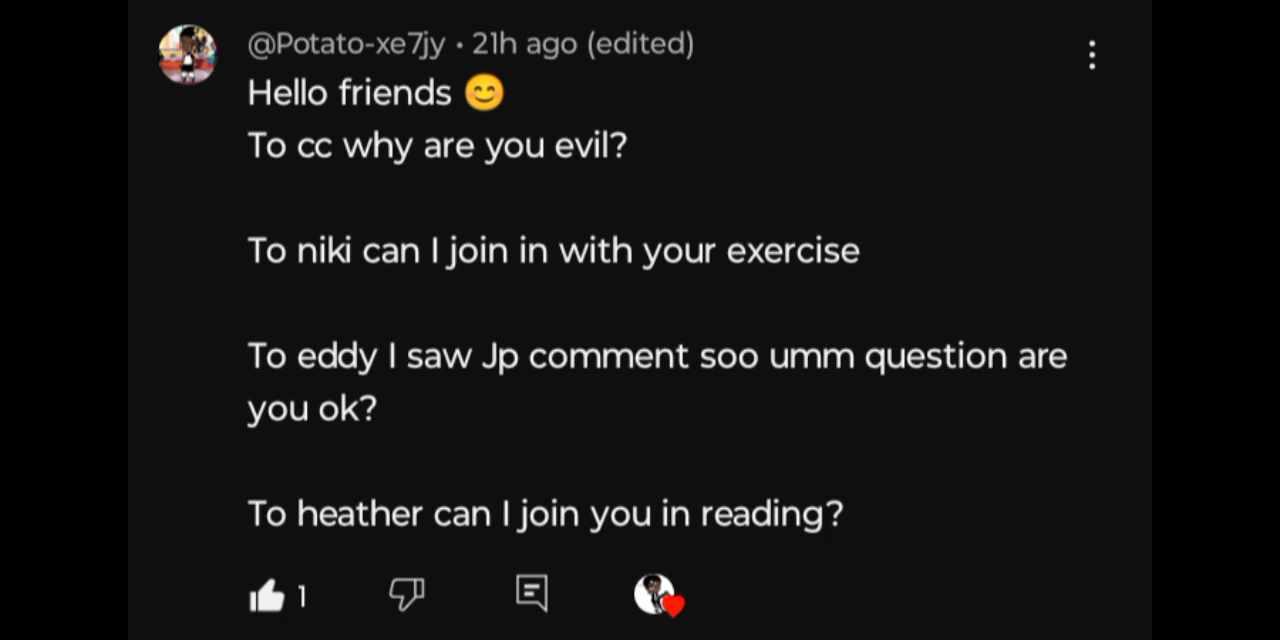 @Potato-xe7jy • 21h ago (edited)
Hello friends 😊
To cc why are you evil?
To niki can I join in with your exercise
To eddy I saw Jp comment soo umm question are
you ok?
To heather can I join you in reading?
1